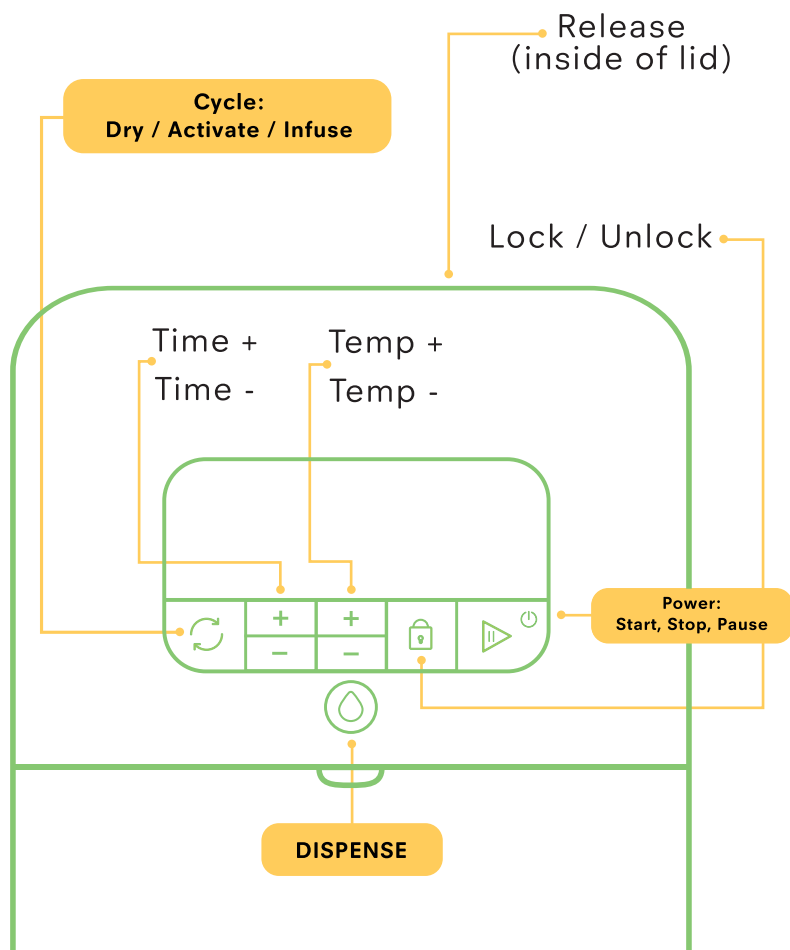 Release
(inside of lid)
Cycle:
Dry / Activate / Infuse
Lock / Unlock
Time +
Time -
Temp +
Temp -
+
+
-
-
Power:
Start, Stop, Pause
DISPENSE